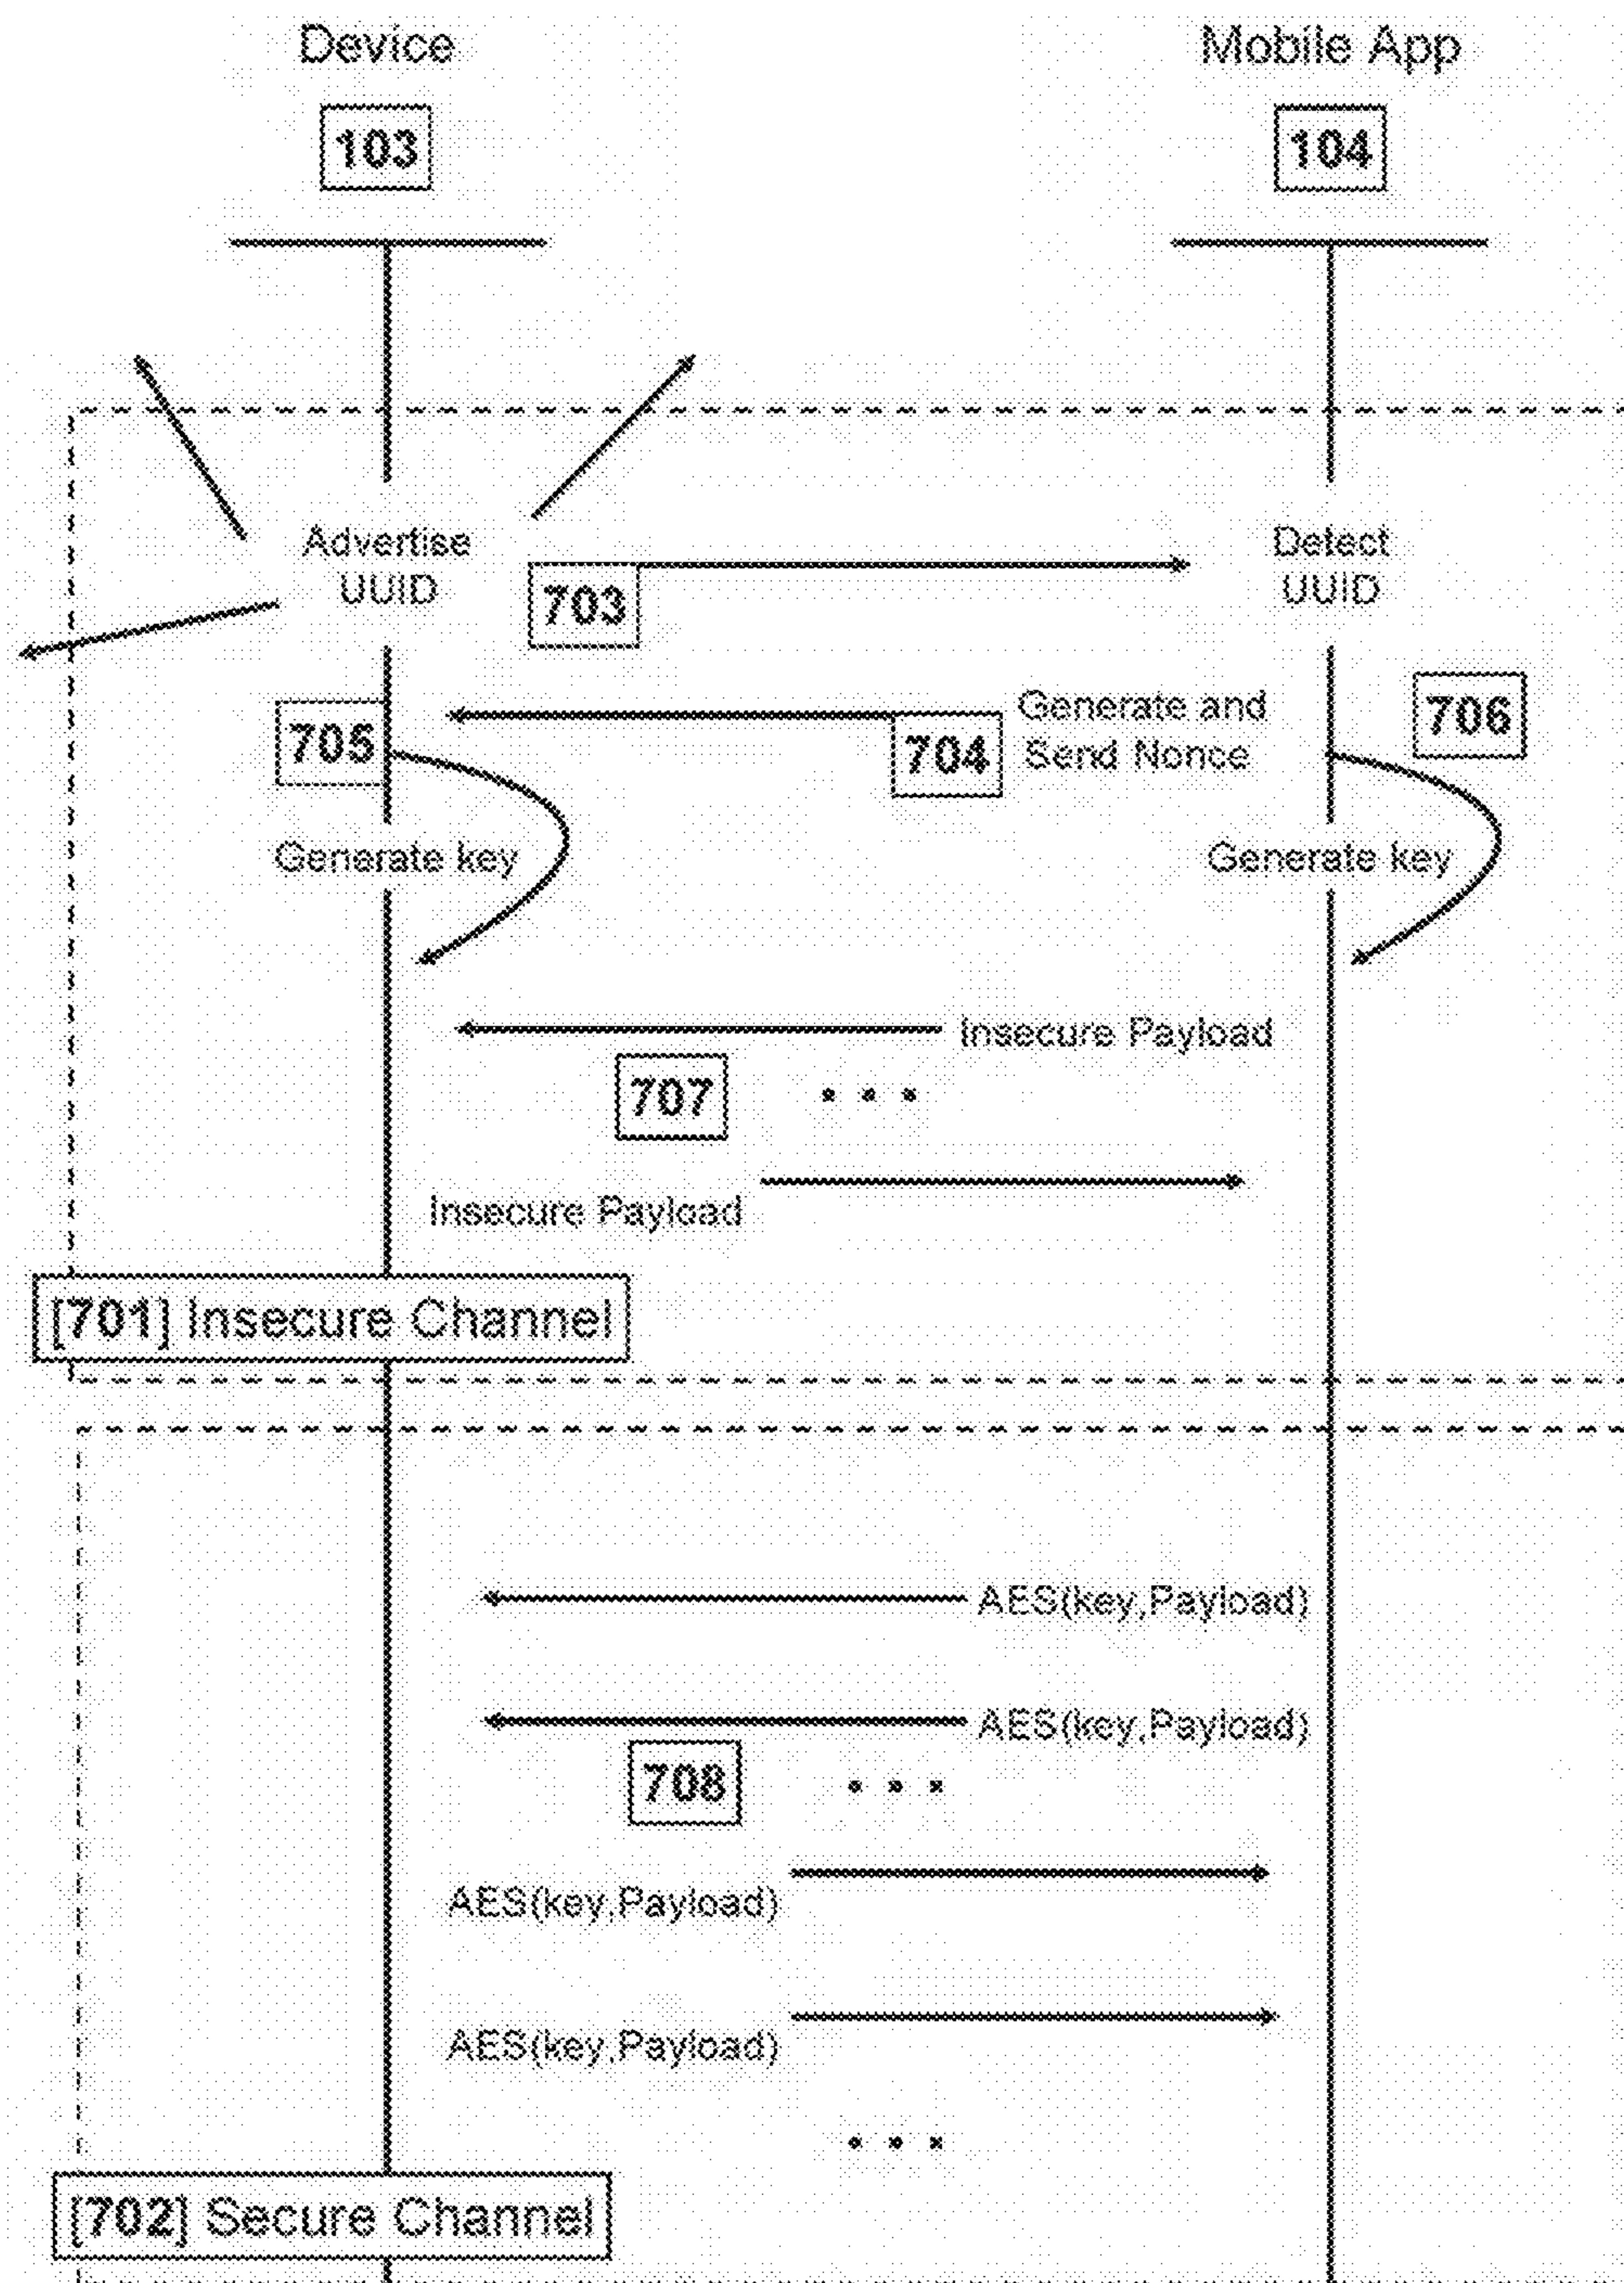 Device
Mobile App
103
104
Advertise
UUID
703
Detect
UUID
705
704
Generate and
Send Nonce
706
Generate key
Generate key
Insecure Payload
707
...
Insecure Payload
[701] Insecure Channel
AES(key,Payload)
AES(key,Payload)
708
...
AES(key,Payload)
AES(key,Payload)
...
[702] Secure Channel